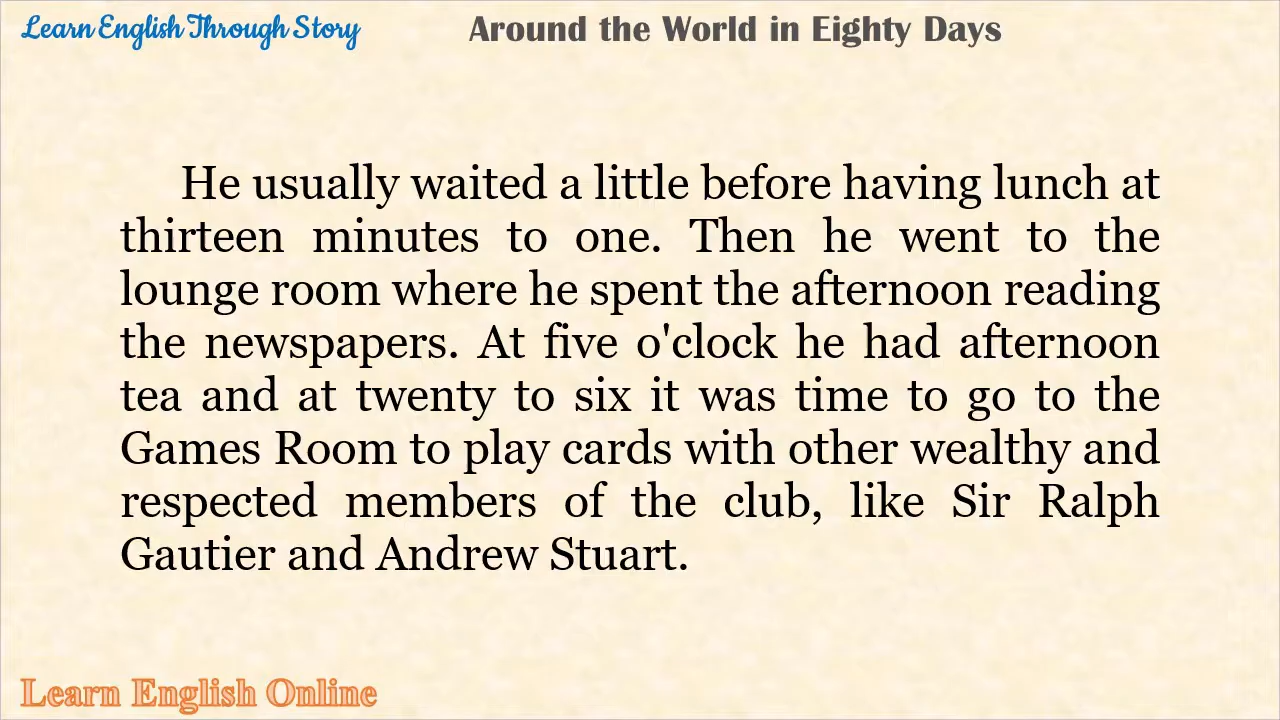 Learn English Through Story
Around the World in Eighty Days
He usually waited a little before having lunch at
thirteen minutes to one. Then he went to the
lounge room where he spent the afternoon reading
the newspapers. At five o'clock he had afternoon
tea and at twenty to six it was time to go to the
Games Room to play cards with other wealthy and
respected members of the club, like Sir Ralph
Gautier and Andrew Stuart.
Learn English Online